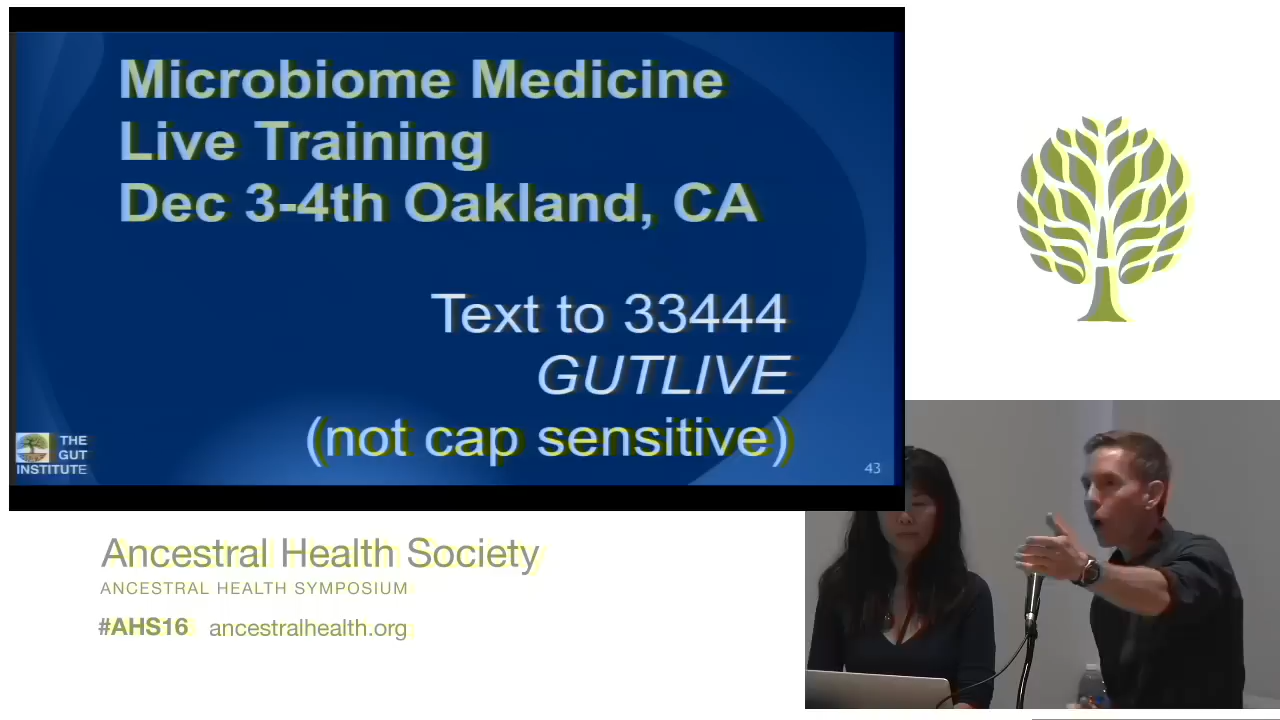 Microbiome Medicine
Live Training
Dec 3-4th Oakland, CA
Text to 33444
GUTLIVE
(not cap sensitive)
THE
GUT
INSTITUTE
43
Ancestral Health Society
ANCESTRAL HEALTH SYMPOSIUM
#AHS16 ancestralhealth.org